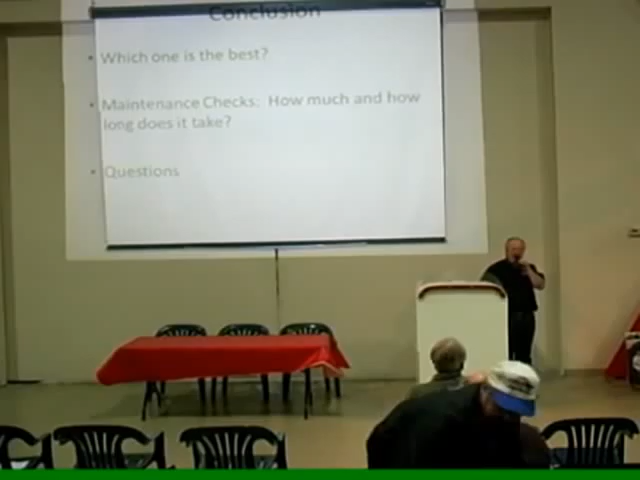 Conclusion
• Which one is the best?
• Maintenance Checks: How much and how
long does it take?
• Questions